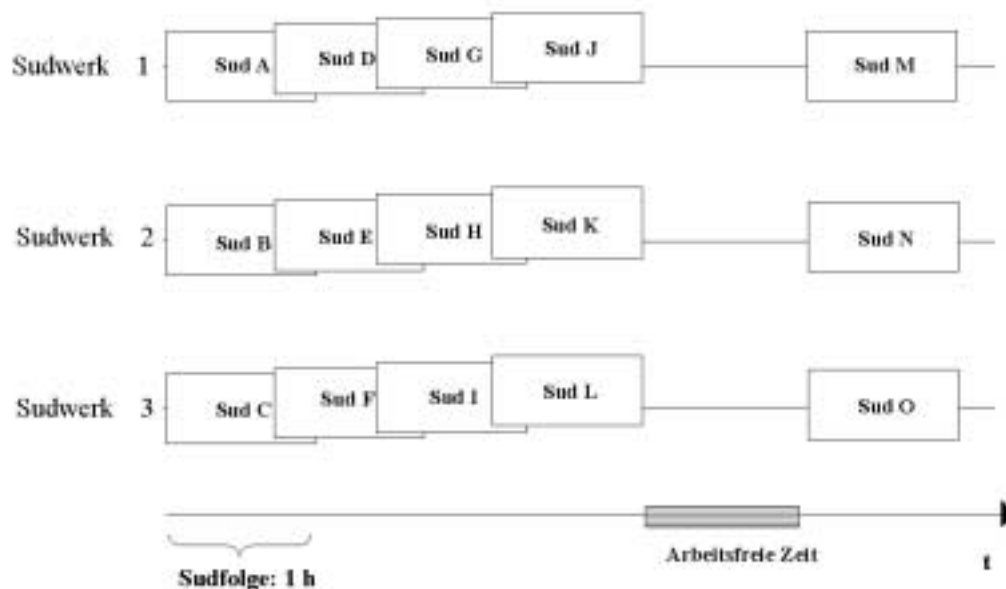 Sudwerk 1 Sud A Sud D Sud G Sud J Sud M
Sudwerk 2 Sud B Sud E Sud H Sud K Sud N
Sudwerk 3 Sud C Sud F Sud I Sud L Sud O
Arbeitsfreie Zeit t
Sudfolge: 1 h